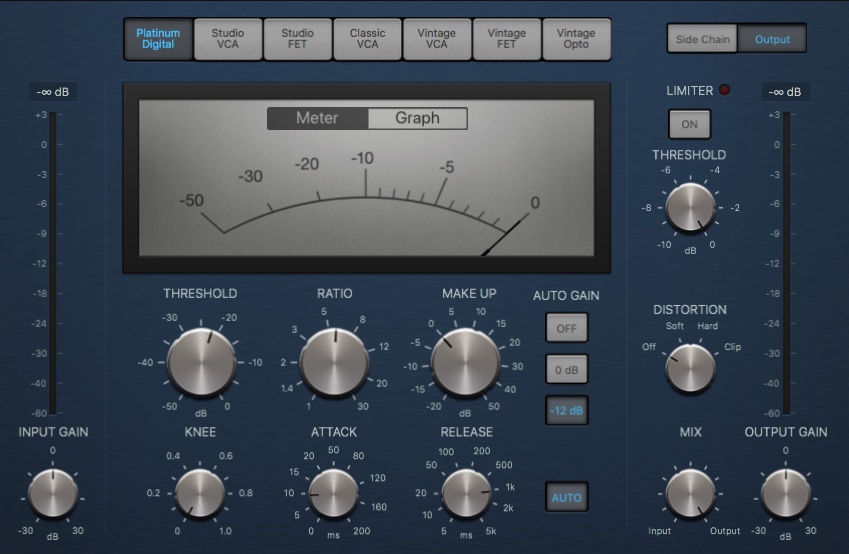 Platinum Digital
Studio VCA
Studio FET
Classic VCA
Vintage VCA
Vintage FET
Vintage Opto
Side Chain
Output
-∞ dB
+3
0
-3
-6
-9
-12
-18
-24
-30
-40
-60
INPUT GAIN
0
-30
30
dB
Meter
Graph
-50
-30
-20
-10
-5
0
THRESHOLD
-30
-20
-40
-10
-50
0
dB
RATIO
5
8
3
12
2
20
1.4
30
1
MAKE UP
5
10
0
15
-5
20
-10
30
-15
40
-20
50
dB
AUTO GAIN
OFF
0 dB
-12 dB
KNEE
0.4
0.6
0.2
0.8
0
1.0
ATTACK
50
20
80
15
120
10
160
5
200
0
ms
RELEASE
100
200
50
500
20
1k
10
2k
5
5k
ms
AUTO
LIMITER
ON
THRESHOLD
-6
-4
-8
-2
-10
0
dB
DISTORTION
Soft
Hard
Off
Clip
MIX
Input
Output
-∞ dB
+3
0
-3
-6
-9
-12
-18
-24
-30
-40
-60
OUTPUT GAIN
0
-30
30
dB